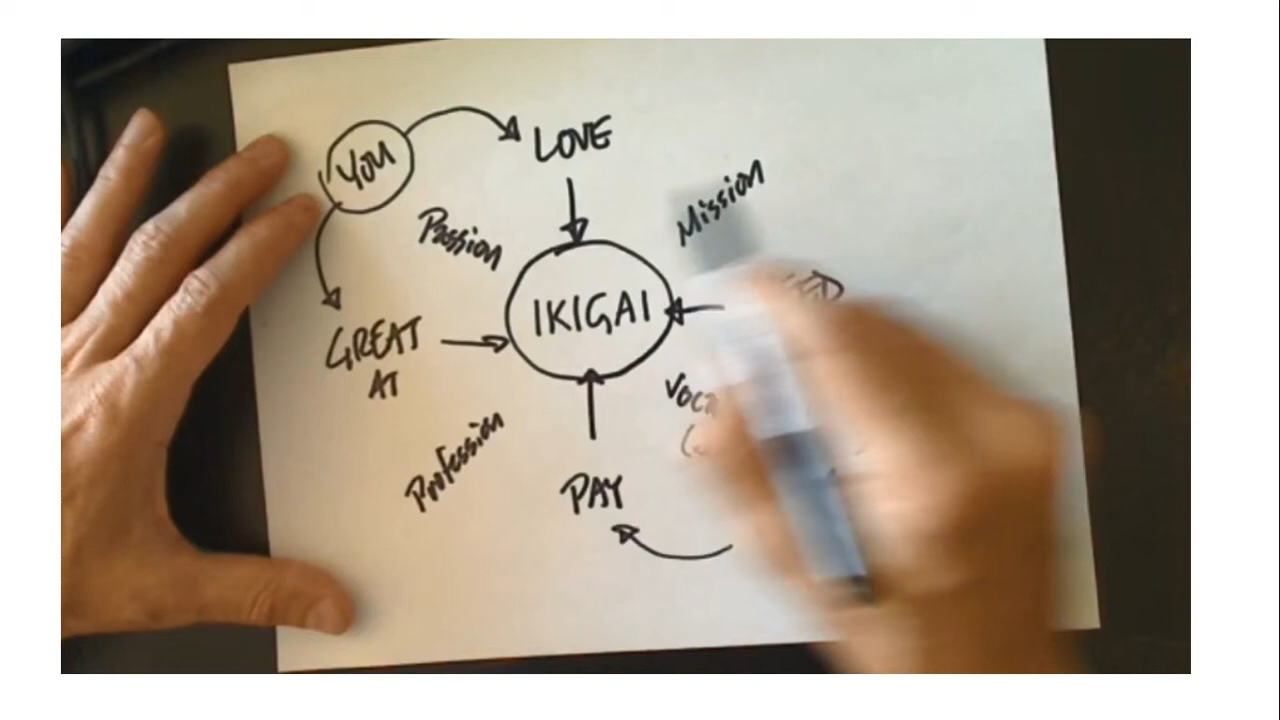 YOU
LOVE
Passion
Mission
IKIGAI
GREAT
AT
Profession
PAY